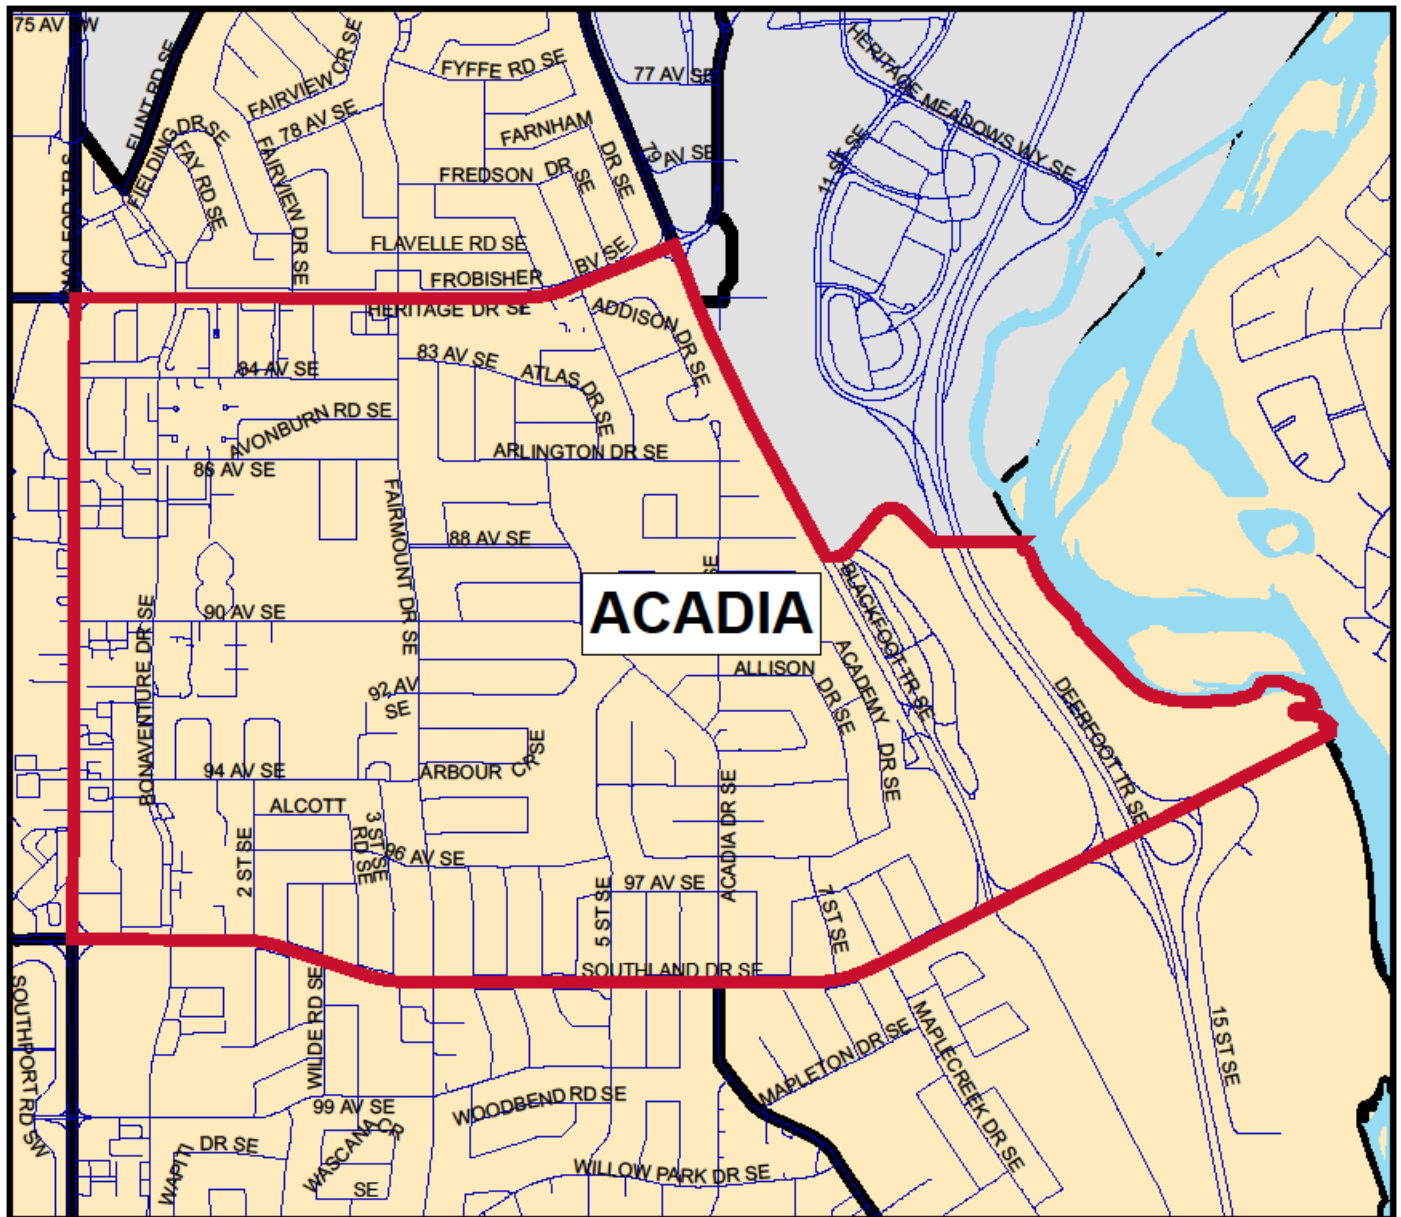 75 AV SW
FLINT RD SE
MACLEOD TR S
FIELDING DR SE
FAY RD SE
FAIRVIEW CR SE
78 AV SE
FAIRVIEW DR SE
FYFFE RD SE
FARNHAM
DR SE
FREDSON DR SE
FLAVELLE RD SE
FROBISHER BV SE
77 AV SE
79 AV SE
HERITAGE MEADOWS WY SE
11 ST SE
HERITAGE DR SE
ADDISON DR SE
84 AV SE
83 AV SE
ATLAS DR SE
AVONBURN RD SE
ARLINGTON DR SE
86 AV SE
FAIRMOUNT DR SE
88 AV SE
SE
ACADIA
90 AV SE
BONAVENTURE DR SE
BLACKFOOT TR SE
ACADEMY DR SE
ALLISON DR SE
92 AV
SE
DEERFOOT TR SE
94 AV SE
ARBOUR CR SE
ALCOTT
RD SE
3 ST SE
2 ST SE
96 AV SE
97 AV SE
ACADIA DR SE
5 ST SE
7 ST SE
SOUTHLAND DR SE
SOUTHPORT RD SW
WILDE RD SE
MAPLETON DR SE
MAPLECREEK DR SE
15 ST SE
99 AV SE
WOODBEND RD SE
WAPITI
DR SE
WASCANA CR
SE
WILLOW PARK DR SE